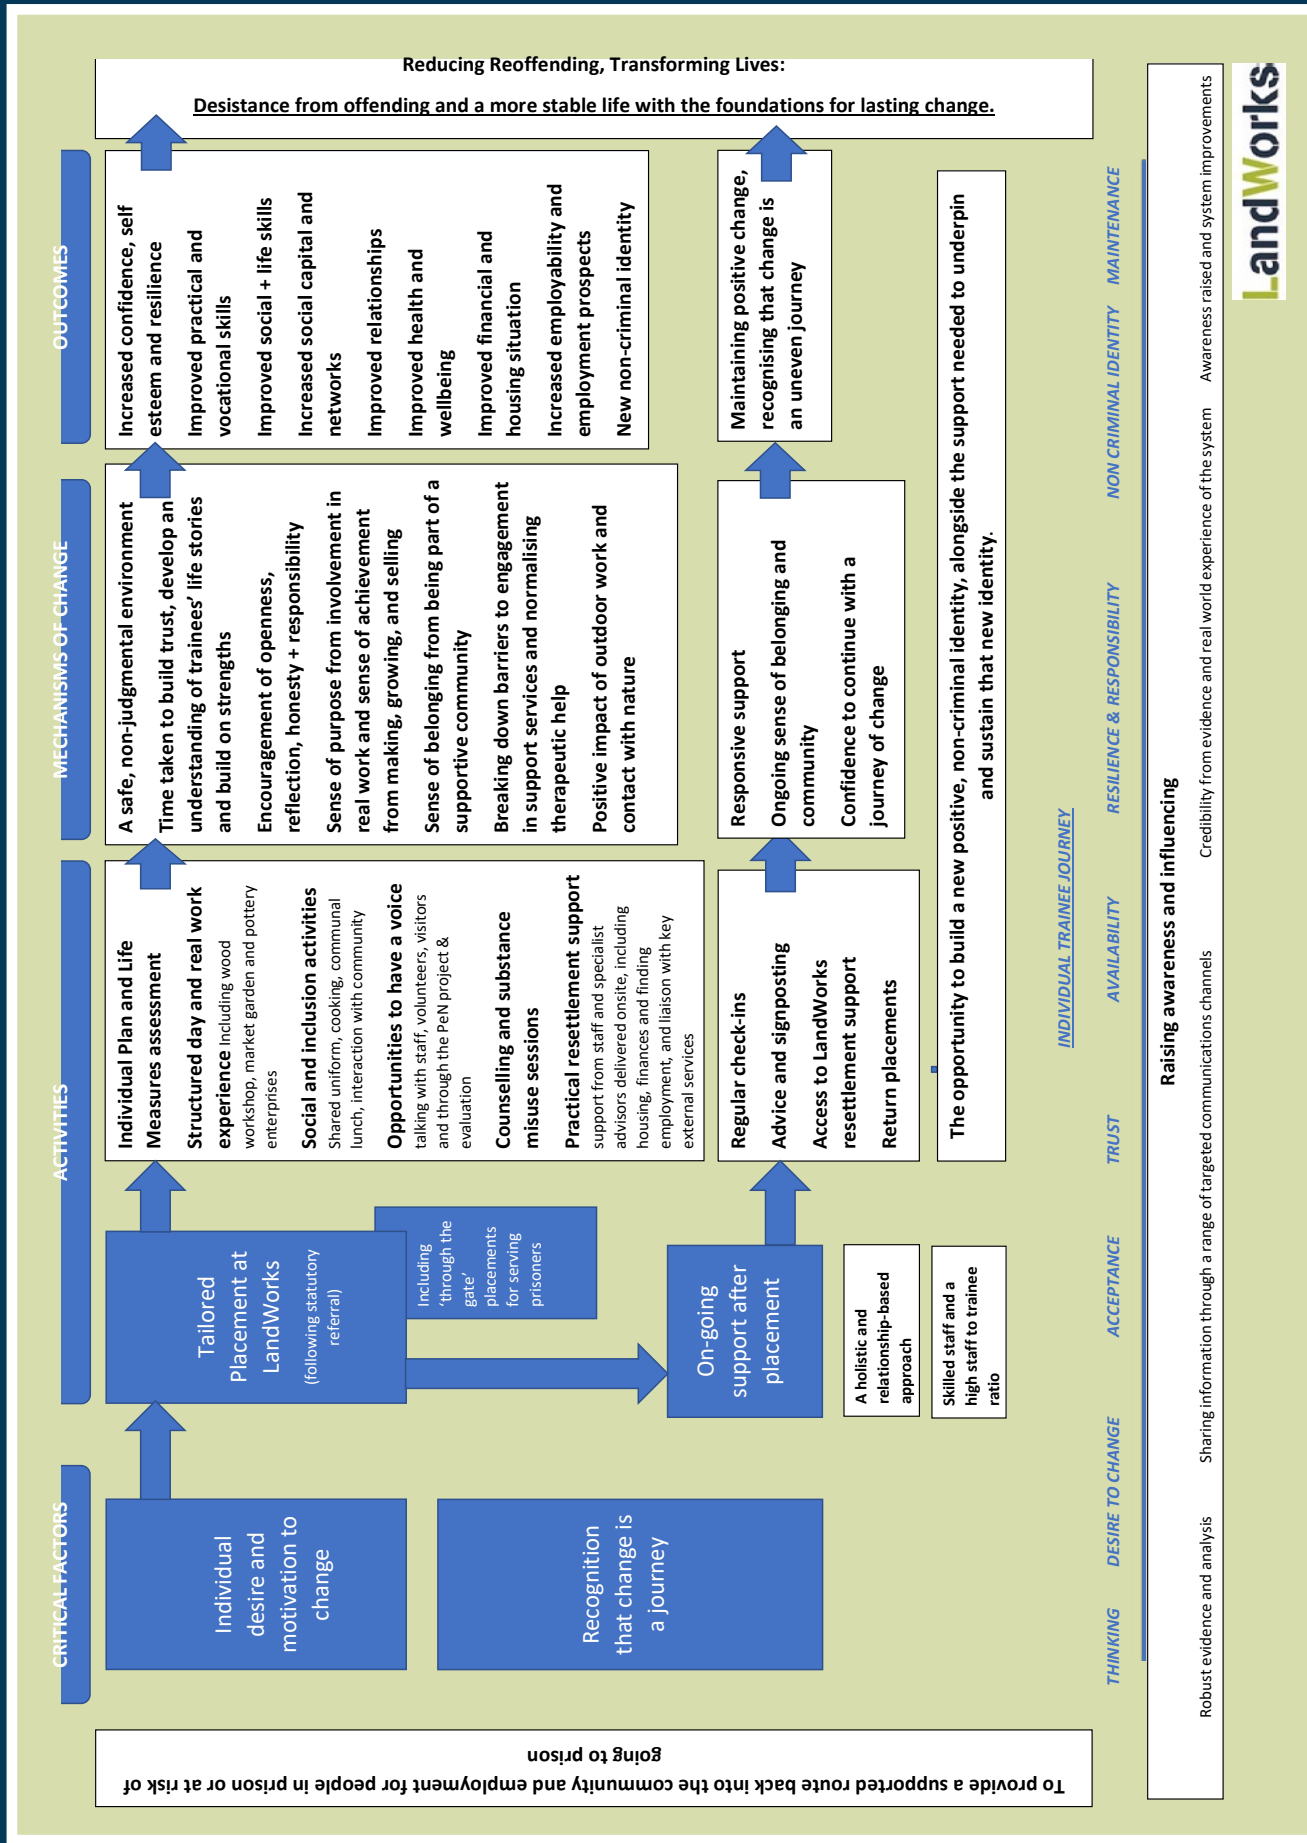 To provide a supported route back into the community and employment for people in prison or at risk of
going to prison
CRITICAL FACTORS
Individual
desire and
motivation to
change
Recognition
that change is
a journey
ACTIVITIES
Tailored
Placement at
LandWorks
(following statutory
referral)
Including
‘through the
gate’
placements
for serving
prisoners
On-going
support after
placement
A holistic and
relationship-based
approach
Skilled staff and a
high staff to trainee
ratio
Individual Plan and Life
Measures assessment
Structured day and real work
experience Including wood
workshop, market garden and pottery
enterprises
Social and inclusion activities
Shared uniform, cooking, communal
lunch, interaction with community
Opportunities to have a voice
talking with staff, volunteers, visitors
and through the PeN project &
evaluation
Counselling and substance
misuse sessions
Practical resettlement support
support from staff and specialist
advisors delivered onsite, including
housing, finances and finding
employment, and liaison with key
external services
Regular check-ins
Advice and signposting
Access to LandWorks
resettlement support
Return placements
MECHANISMS OF CHANGE
A safe, non-judgmental environment
Time taken to build trust, develop an
understanding of trainees’ life stories
and build on strengths
Encouragement of openness,
reflection, honesty + responsibility
Sense of purpose from involvement in
real work and sense of achievement
from making, growing, and selling
Sense of belonging from being part of a
supportive community
Breaking down barriers to engagement
in support services and normalising
therapeutic help
Positive impact of outdoor work and
contact with nature
Responsive support
Ongoing sense of belonging and
community
Confidence to continue with a
journey of change
OUTCOMES
Increased confidence, self
esteem and resilience
Improved practical and
vocational skills
Improved social + life skills
Increased social capital and
networks
Improved relationships
Improved health and
wellbeing
Improved financial and
housing situation
Increased employability and
employment prospects
New non-criminal identity
Maintaining positive change,
recognising that change is
an uneven journey
Reducing Reoffending, Transforming Lives:
Desistance from offending and a more stable life with the foundations for lasting change.
The opportunity to build a new positive, non-criminal identity, alongside the support needed to underpin
and sustain that new identity.
INDIVIDUAL TRAINEE JOURNEY
THINKING DESIRE TO CHANGE ACCEPTANCE TRUST AVAILABILITY RESILIENCE & RESPONSIBILITY NON CRIMINAL IDENTITY MAINTENANCE
Raising awareness and influencing
Robust evidence and analysis Sharing information through a range of targeted communications channels Credibility from evidence and real world experience of the system Awareness raised and system improvements
LandWorks